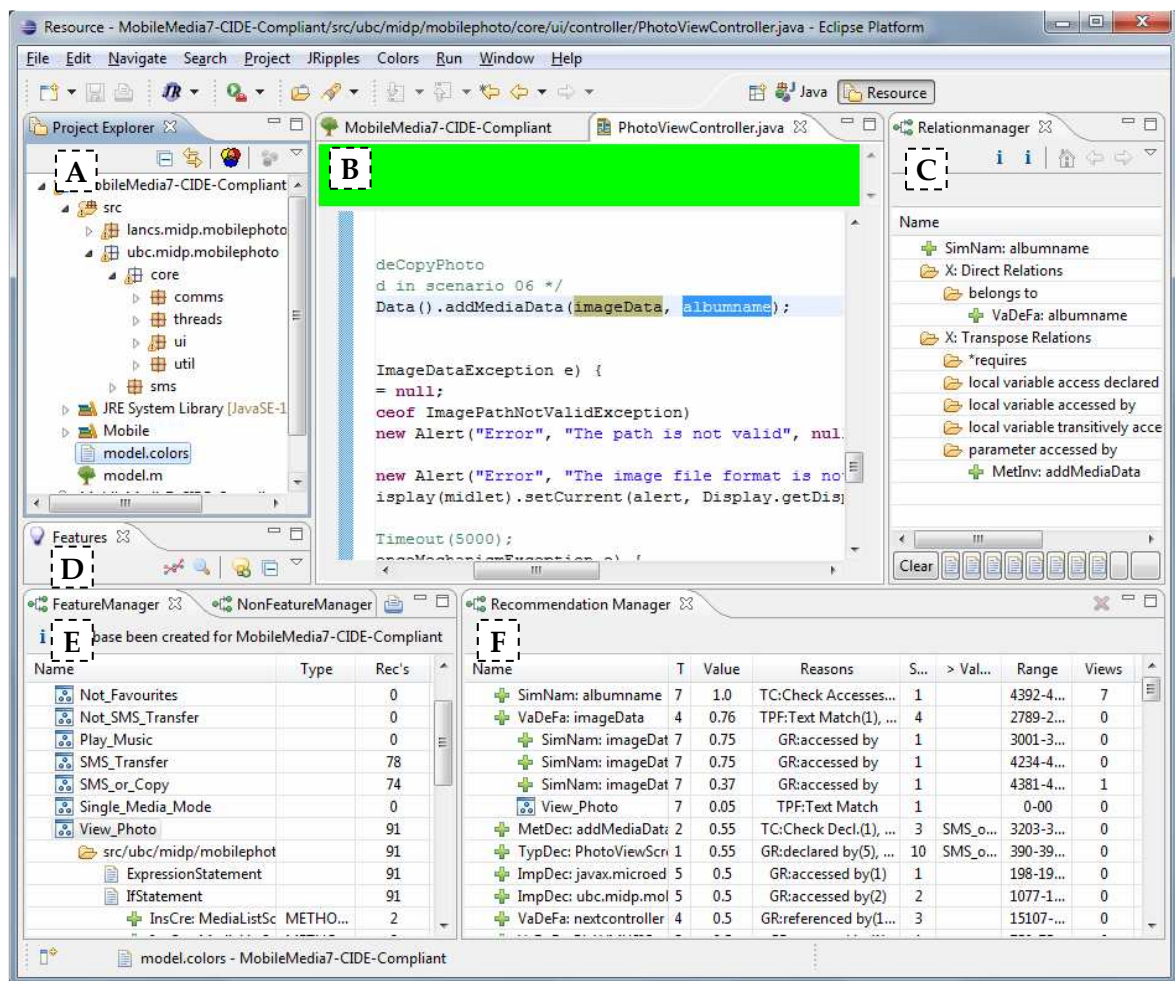 Resource - MobileMedia7-CIDE-Compliant/src/ubc/midp/mobilephoto/core/ui/controller/PhotoViewController.java - Eclipse Platform
File Edit Navigate Search Project JRipples Colors Run Window Help
JR Java Resource
Project Explorer
A
MobileMedia7-CIDE-Compliant
src
lancs.midp.mobilephoto
ubc.midp.mobilephoto
core
comms
threads
ui
util
sms
JRE System Library [JavaSE-1
Mobile
model.colors
model.m
MobileMedia7-CIDE-Compliant PhotoViewController.java
B
deCopyPhoto
d in scenario 06 */
Data().addMediaData(imageData, albumname);
ImageDataException e) {
= null;
ceof ImagePathNotValidException)
new Alert("Error", "The path is not valid", nul
new Alert("Error", "The image file format is no
isplay(midlet).setCurrent(alert, Display.getDisp
Timeout(5000);
Relationmanager
C
Name
SimNam: albumname
X: Direct Relations
belongs to
VaDeFa: albumname
X: Transpose Relations
*requires
local variable access declared
local variable accessed by
local variable transitively acce
parameter accessed by
MetInv: addMediaData
Clear
Features
D
FeatureManager NonFeatureManager
E
base been created for MobileMedia7-CIDE-Compliant
Name Type Rec's
Not_Favourites 0
Not_SMS_Transfer 0
Play_Music 0
SMS_Transfer 78
SMS_or_Copy 74
Single_Media_Mode 0
View_Photo 91
src/ubc/midp/mobilephot 91
ExpressionStatement 91
IfStatement 91
InsCre: MediaListSc METHO... 2
Recommendation Manager
F
Name T Value Reasons S... > Val... Range Views
SimNam: albumname 7 1.0 TC:Check Accesses... 1 4392-4... 7
VaDeFa: imageData 4 0.76 TPF:Text Match(1), ... 4 2789-2... 0
SimNam: imageDat 7 0.75 GR:accessed by 1 3001-3... 0
SimNam: imageDat 7 0.75 GR:accessed by 1 4234-4... 0
SimNam: imageDat 7 0.37 GR:accessed by 1 4381-4... 1
View_Photo 7 0.05 TPF:Text Match 1 0-00 0
MetDec: addMediaData 2 0.55 TC:Check Decl.(1), ... 3 SMS_o... 3203-3... 0
TypDec: PhotoViewScr 1 0.55 GR:declared by(5), ... 10 SMS_o... 390-39... 0
ImpDec: javax.microed 5 0.5 GR:accessed by(1) 1 198-19... 0
ImpDec: ubc.midp.mol 5 0.5 GR:accessed by(2) 2 1077-1... 0
VaDeFa: nextcontroller 4 0.5 GR:referenced by(1... 3 15107-... 0
model.colors - MobileMedia7-CIDE-Compliant